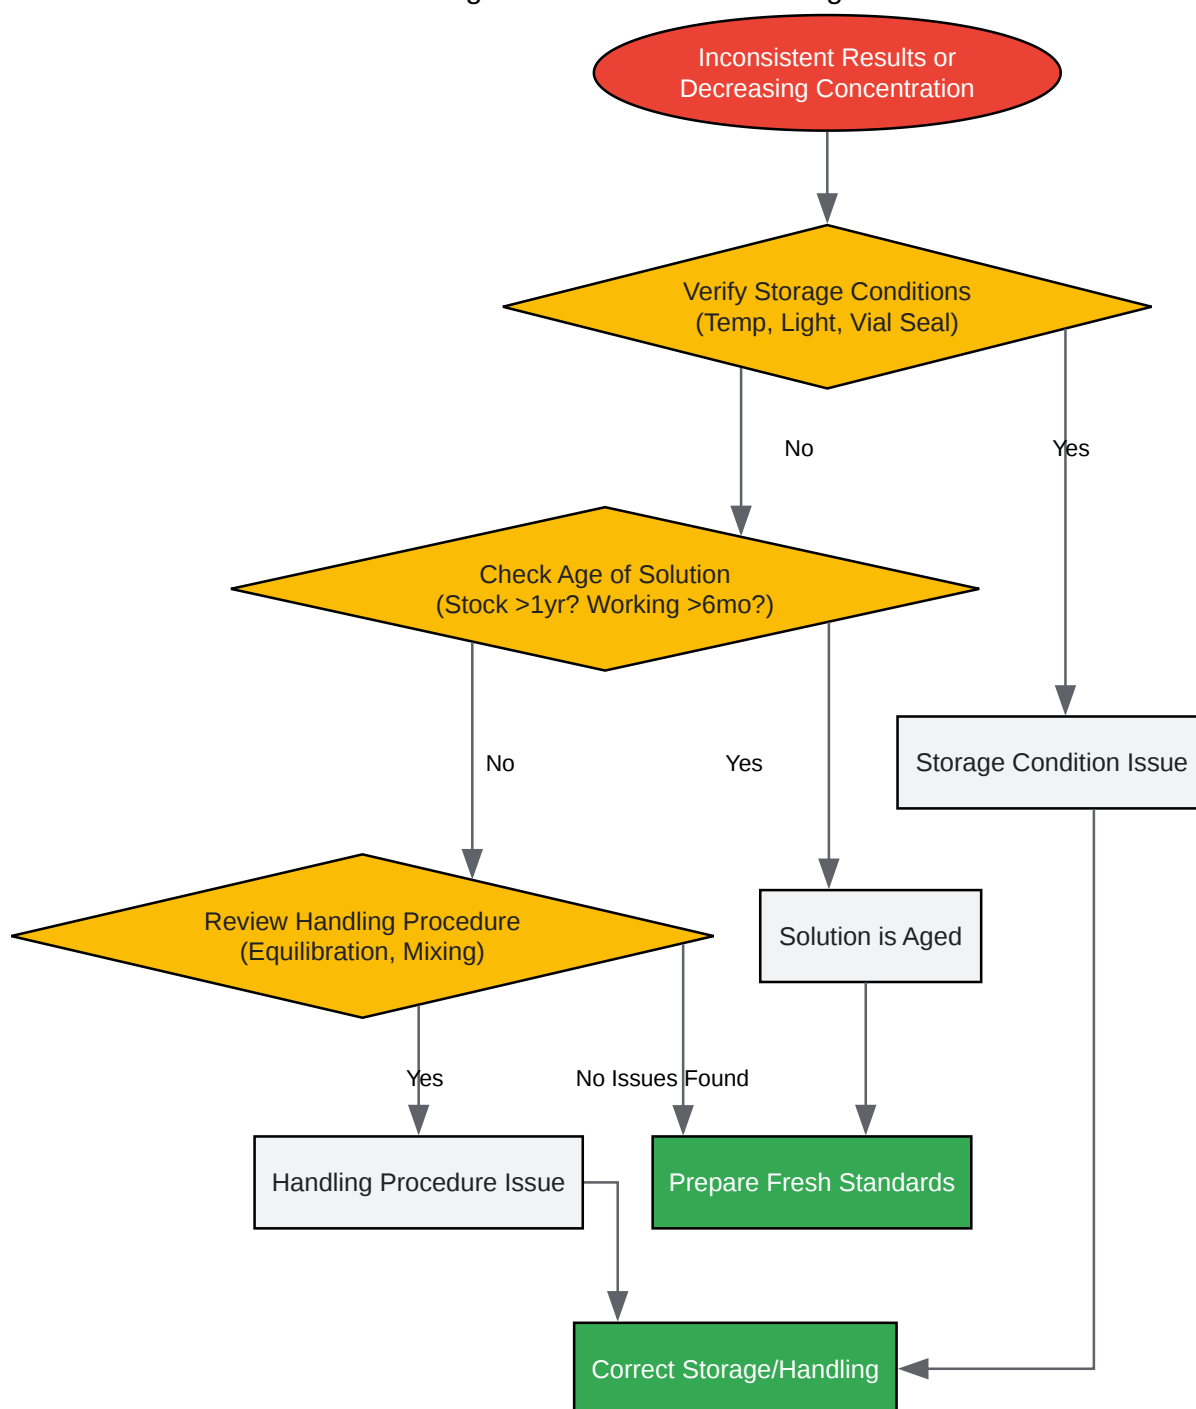 Inconsistent Results or
Decreasing Concentration
Verify Storage Conditions
(Temp, Light, Vial Seal)
No
Yes
Check Age of Solution
(Stock >1yr? Working >6mo?)
No
Yes
Storage Condition Issue
Review Handling Procedure
(Equilibration, Mixing)
Solution is Aged
Yes
No Issues Found
Handling Procedure Issue
Prepare Fresh Standards
Correct Storage/Handling